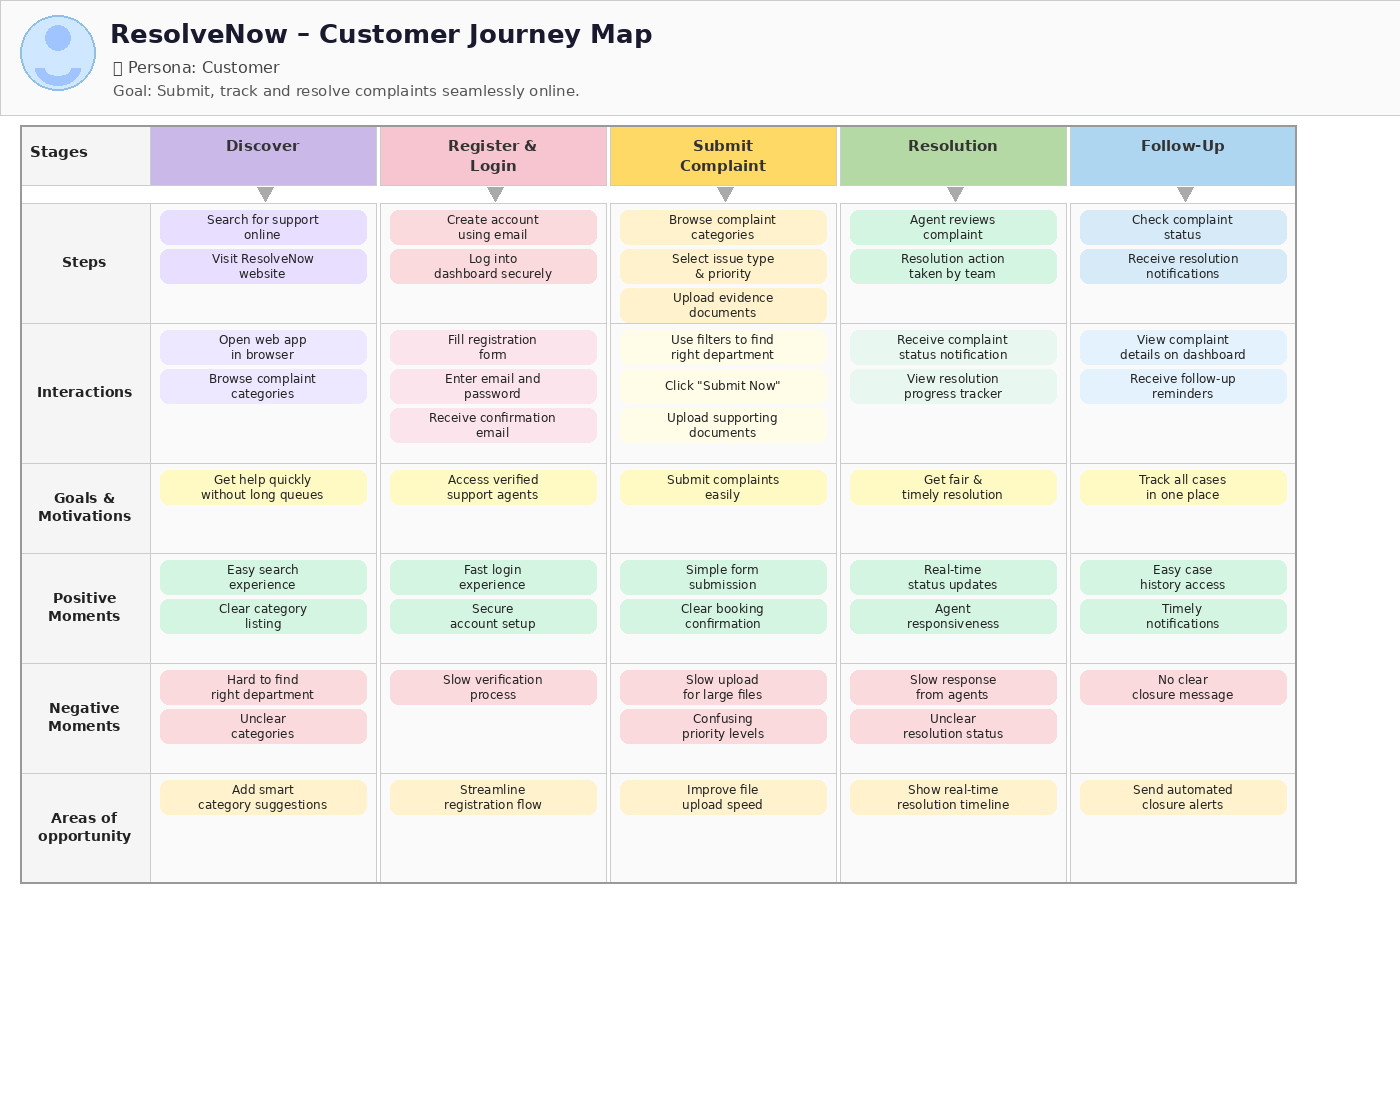 ResolveNow – Customer Journey Map
Persona: Customer
Goal: Submit, track and resolve complaints seamlessly online.
Stages
Discover
Register &
Login
Submit
Complaint
Resolution
Follow-Up
Steps
Search for support
online
Visit ResolveNow
website
Create account
using email
Log into
dashboard securely
Browse complaint
categories
Select issue type
& priority
Upload evidence
documents
Agent reviews
complaint
Resolution action
taken by team
Check complaint
status
Receive resolution
notifications
Interactions
Open web app
in browser
Browse complaint
categories
Fill registration
form
Enter email and
password
Receive confirmation
email
Use filters to find
right department
Click "Submit Now"
Upload supporting
documents
Receive complaint
status notification
View resolution
progress tracker
View complaint
details on dashboard
Receive follow-up
reminders
Goals &
Motivations
Get help quickly
without long queues
Access verified
support agents
Submit complaints
easily
Get fair &
timely resolution
Track all cases
in one place
Positive
Moments
Easy search
experience
Clear category
listing
Fast login
experience
Secure
account setup
Simple form
submission
Clear booking
confirmation
Real-time
status updates
Agent
responsiveness
Easy case
history access
Timely
notifications
Negative
Moments
Hard to find
right department
Unclear
categories
Slow verification
process
Slow upload
for large files
Confusing
priority levels
Slow response
from agents
Unclear
resolution status
No clear
closure message
Areas of
opportunity
Add smart
category suggestions
Streamline
registration flow
Improve file
upload speed
Show real-time
resolution timeline
Send automated
closure alerts